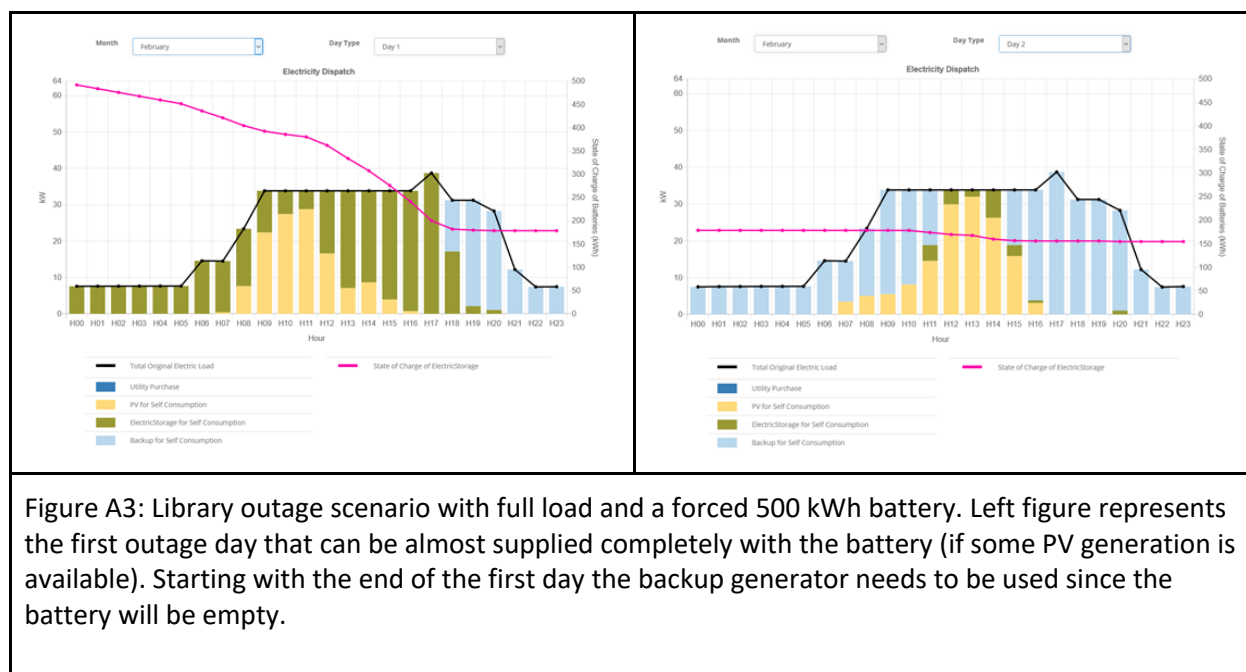 Month February Day Type Day 1
Electricity Dispatch
64
60
50
40
30
20
10
0
kW
500
450
400
350
300
250
200
150
100
50
0
State of Charge of Batteries (kWh)
H00 H01 H02 H03 H04 H05 H06 H07 H08 H09 H10 H11 H12 H13 H14 H15 H16 H17 H18 H19 H20 H21 H22 H23
Hour
Total Original Electric Load State of Charge of ElectricStorage
Utility Purchase
PV for Self Consumption
ElectricStorage for Self Consumption
Backup for Self Consumption
Month February Day Type Day 2
Electricity Dispatch
64
60
50
40
30
20
10
0
kW
500
450
400
350
300
250
200
150
100
50
0
State of Charge of Batteries (kWh)
H00 H01 H02 H03 H04 H05 H06 H07 H08 H09 H10 H11 H12 H13 H14 H15 H16 H17 H18 H19 H20 H21 H22 H23
Hour
Total Original Electric Load State of Charge of ElectricStorage
Utility Purchase
PV for Self Consumption
ElectricStorage for Self Consumption
Backup for Self Consumption
Figure A3: Library outage scenario with full load and a forced 500 kWh battery. Left figure represents
the first outage day that can be almost supplied completely with the battery (if some PV generation is
available). Starting with the end of the first day the backup generator needs to be used since the
battery will be empty.